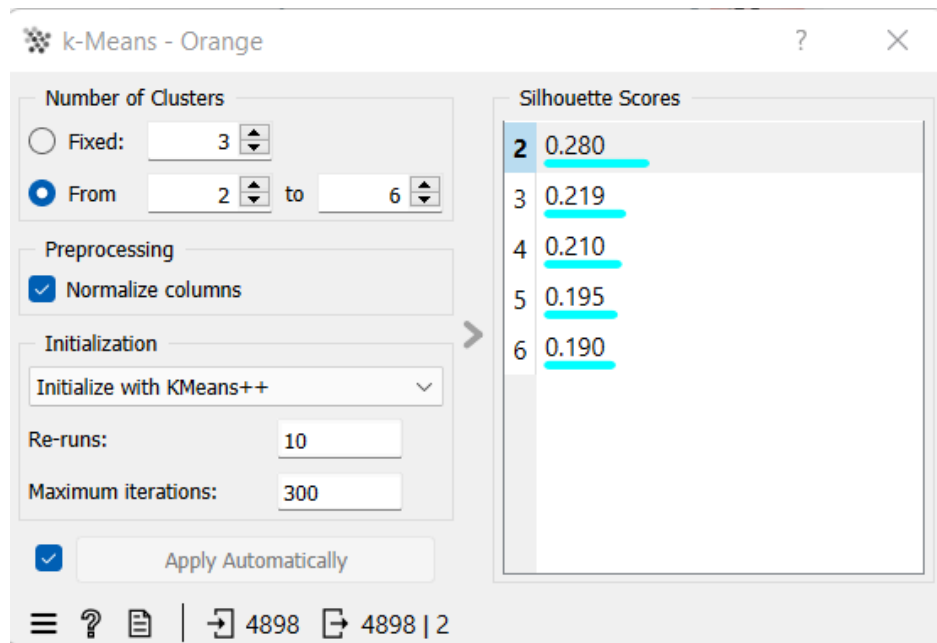 k-Means - Orange ? ×
Number of Clusters
Fixed: 3
From 2 to 6
Preprocessing
Normalize columns
Initialization
Initialize with KMeans++
Re-runs: 10
Maximum iterations: 300
Apply Automatically
? 4898 4898 | 2
Silhouette Scores
2 0.280
3 0.219
4 0.210
5 0.195
6 0.190